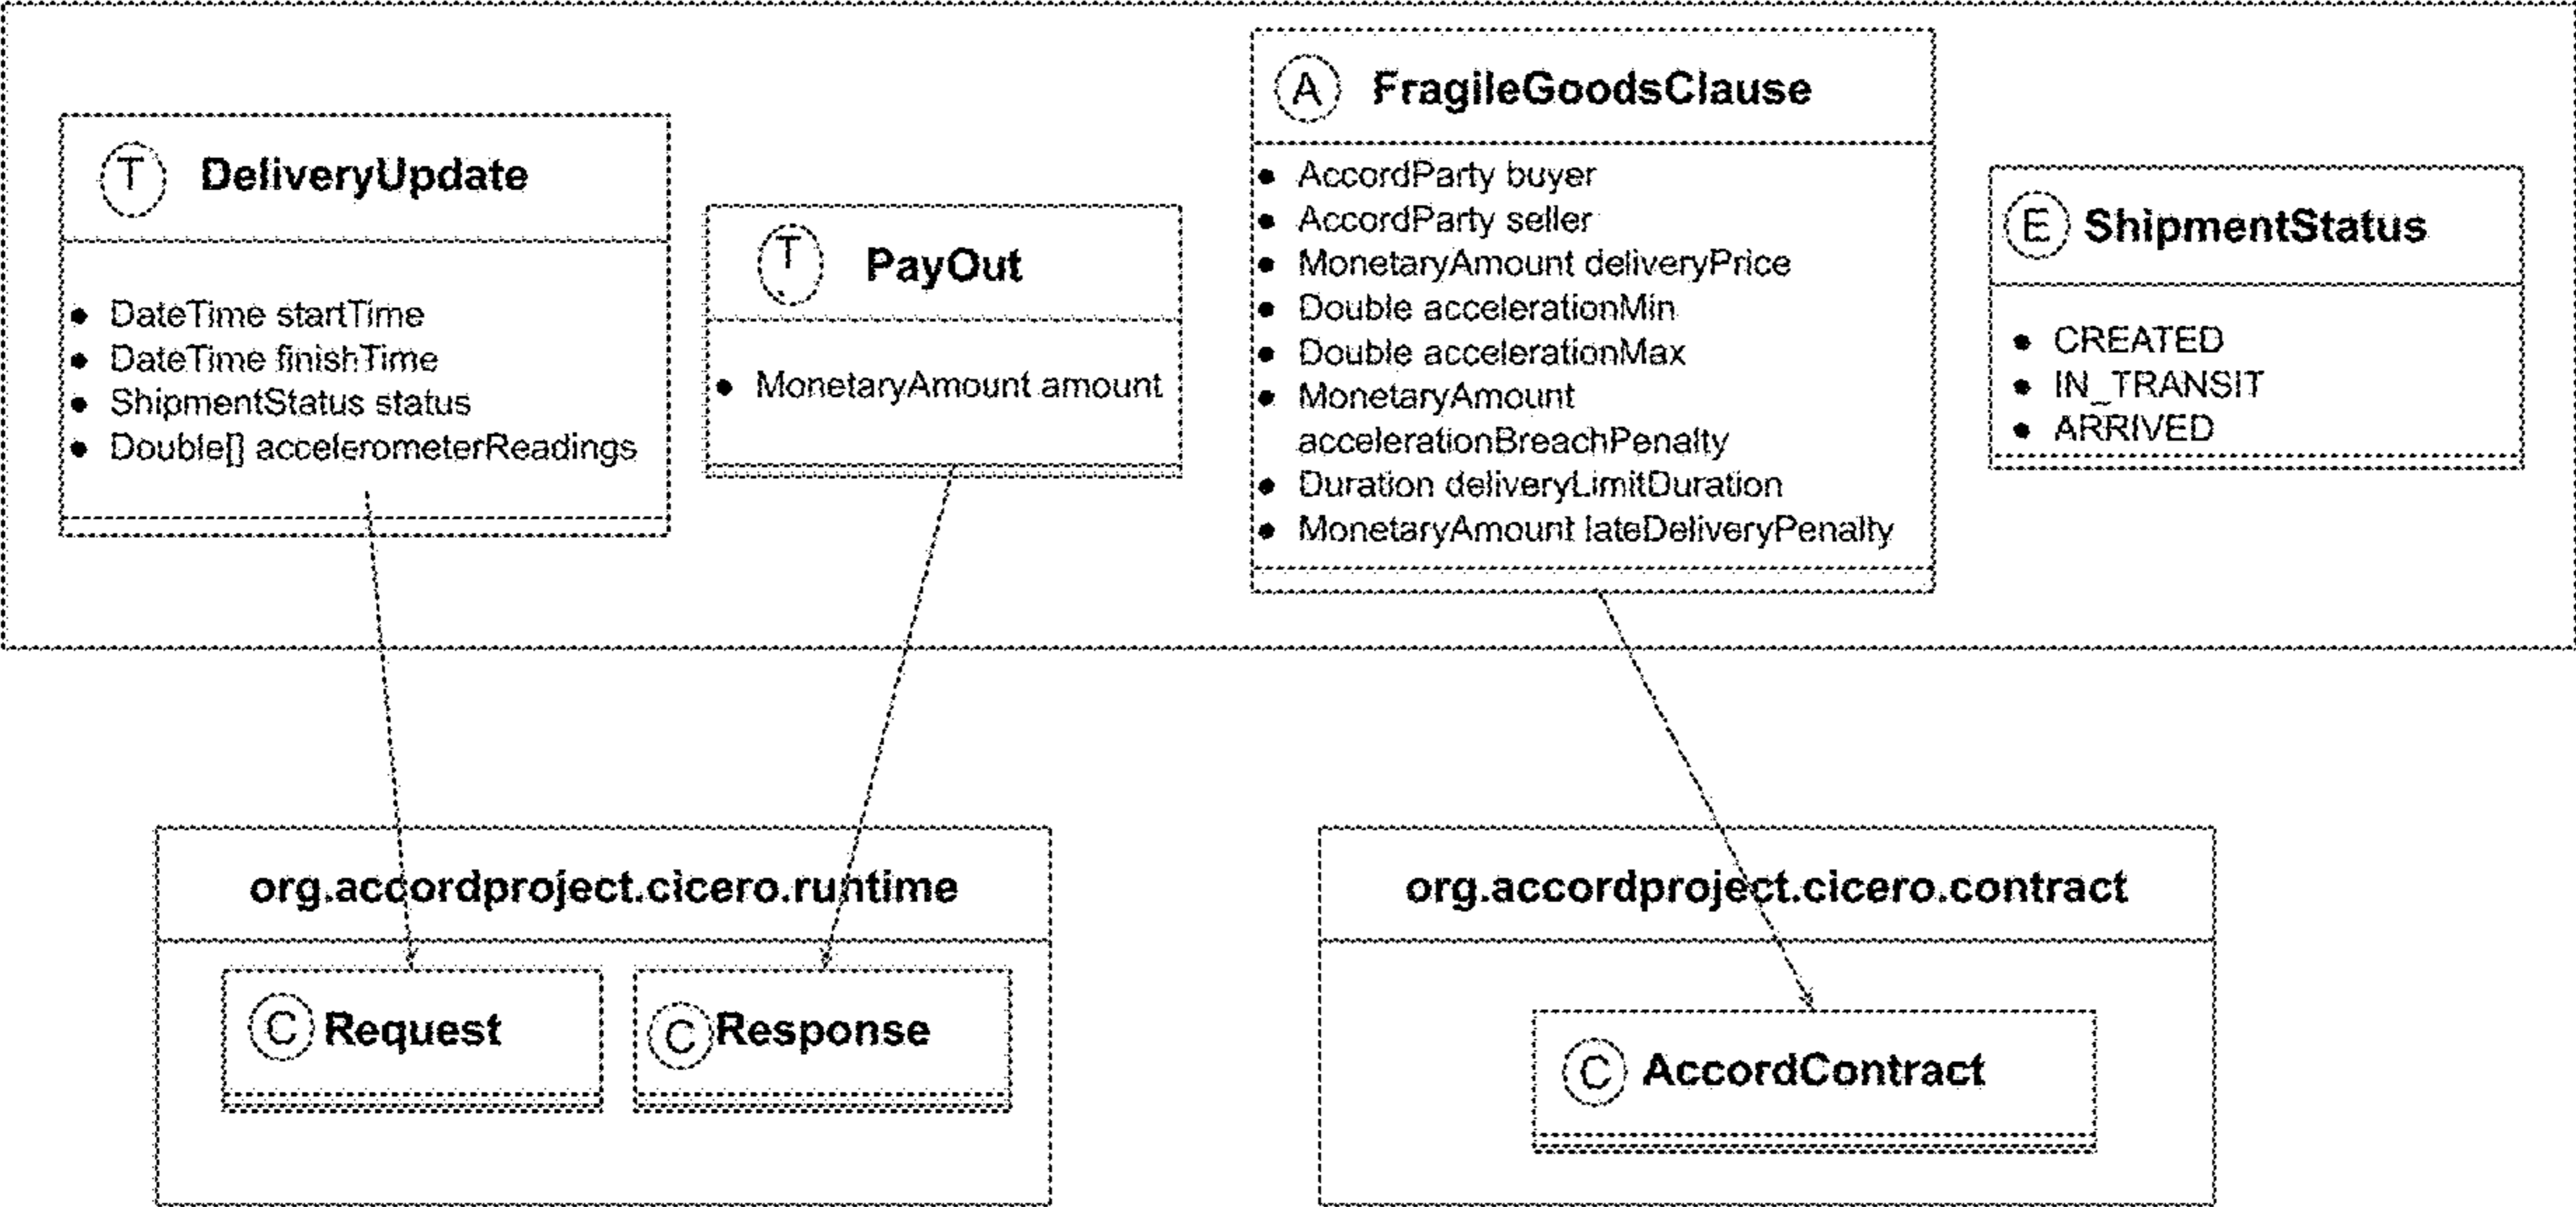 T DeliveryUpdate
• DateTime startTime
• DateTime finishTime
• ShipmentStatus status
• Double[] accelerometerReadings
T PayOut
• MonetaryAmount amount
A FragileGoodsClause
• AccordParty buyer
• AccordParty seller
• MonetaryAmount deliveryPrice
• Double accelerationMin
• Double accelerationMax
• MonetaryAmount
accelerationBreachPenalty
• Duration deliveryLimitDuration
• MonetaryAmount lateDeliveryPenalty
E ShipmentStatus
• CREATED
• IN_TRANSIT
• ARRIVED
org.accordproject.cicero.runtime
C Request
C Response
org.accordproject.cicero.contract
C AccordContract